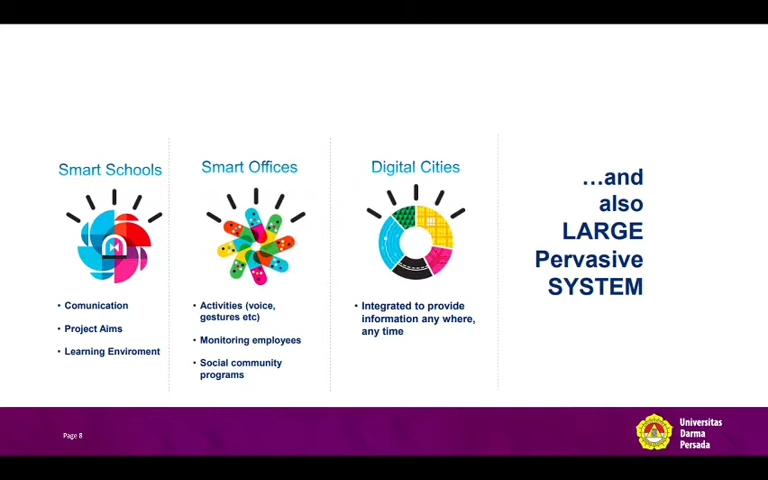 Smart Schools
Comunication
Project Aims
Learning Enviroment
Smart Offices
Activities (voice,
gestures etc)
Monitoring employees
Social community
programs
Digital Cities
Integrated to provide
information any where,
any time
…and
also
LARGE
Pervasive
SYSTEM
Page 8
Universitas
Darma
Persada